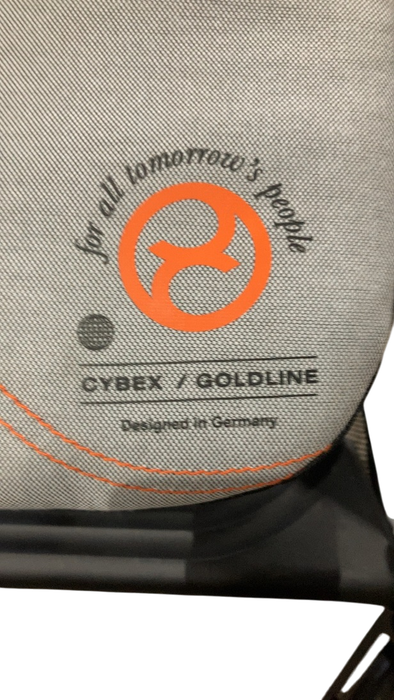 for all tomorrow's people
CYBEX / GOLDLINE
Designed in Germany